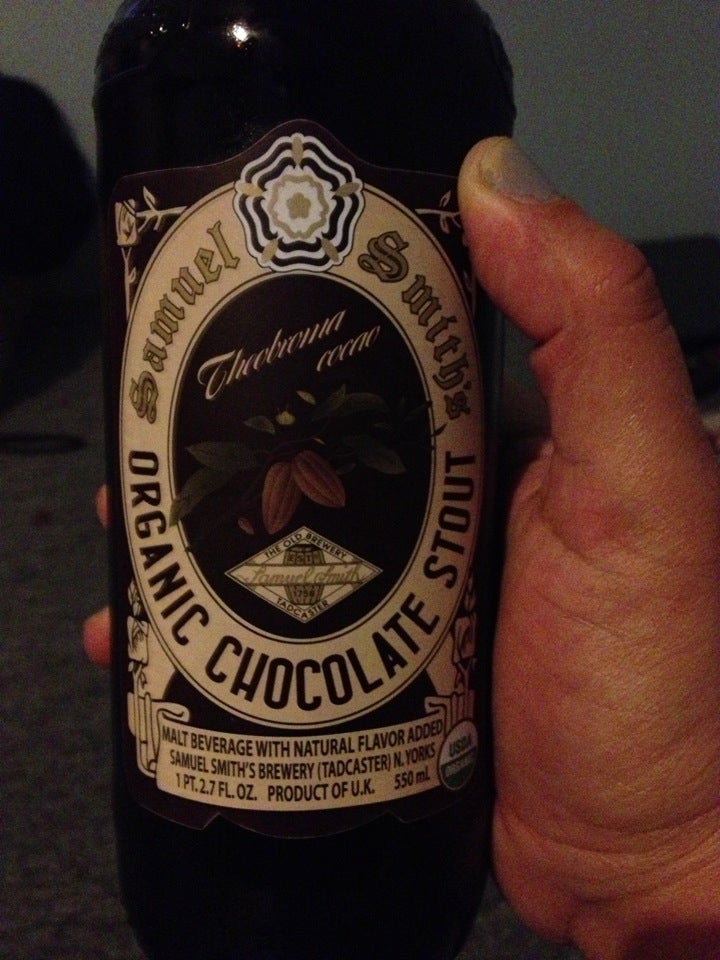 Samuel Smith's
Theobroma
cocao
THE OLD BREWERY
Samuel Smith
1758
TADCASTER
ORGANIC CHOCOLATE STOUT
MALT BEVERAGE WITH NATURAL FLAVOR ADDED
SAMUEL SMITH'S BREWERY (TADCASTER) N. YORKS
1 PT. 2.7 FL. OZ. PRODUCT OF U.K. 550 mL
USDA
ORGANIC